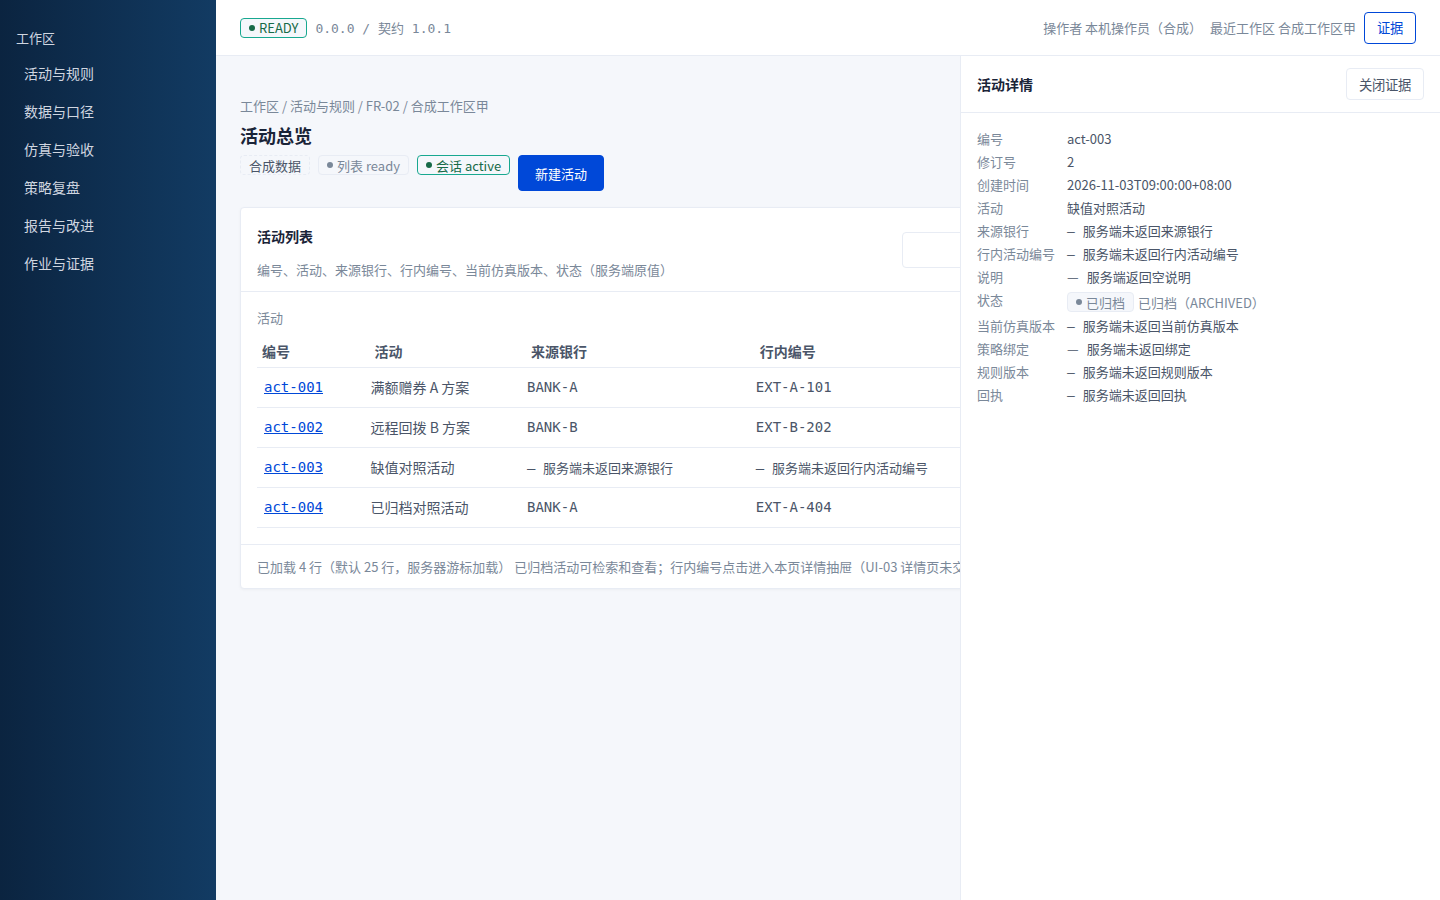 工作区
活动与规则
数据与口径
仿真与验收
策略复盘
报告与改进
作业与证据
READY 0.0.0 / 契约 1.0.1
操作者 本机操作员（合成） 最近工作区 合成工作区甲 证据
工作区 / 活动与规则 / FR-02 / 合成工作区甲
活动总览
合成数据 列表 ready 会话 active 新建活动
活动列表
编号、活动、来源银行、行内编号、当前仿真版本、状态（服务端原值）
活动
编号 活动 来源银行 行内编号
act-001 满额赠券 A 方案 BANK-A EXT-A-101
act-002 远程回拨 B 方案 BANK-B EXT-B-202
act-003 缺值对照活动 — 服务端未返回来源银行 — 服务端未返回行内活动编号
act-004 已归档对照活动 BANK-A EXT-A-404
已加载 4 行（默认 25 行，服务器游标加载） 已归档活动可检索和查看；行内编号点击进入本页详情抽屉（UI-03 详情页未交
活动详情 关闭证据
编号 act-003
修订号 2
创建时间 2026-11-03T09:00:00+08:00
活动 缺值对照活动
来源银行 — 服务端未返回来源银行
行内活动编号 — 服务端未返回行内活动编号
说明 — 服务端返回空说明
状态 已归档 已归档（ARCHIVED）
当前仿真版本 — 服务端未返回当前仿真版本
策略绑定 — 服务端未返回绑定
规则版本 — 服务端未返回规则版本
回执 — 服务端未返回回执